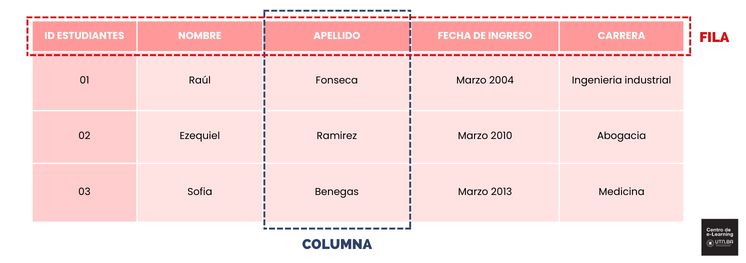 ID ESTUDIANTES NOMBRE APELLIDO FECHA DE INGRESO CARRERA
FILA
01 Raúl Fonseca Marzo 2004 Ingenieria industrial
02 Ezequiel Ramirez Marzo 2010 Abogacia
03 Sofia Benegas Marzo 2013 Medicina
COLUMNA
Centro de
e-Learning
UTN.BA